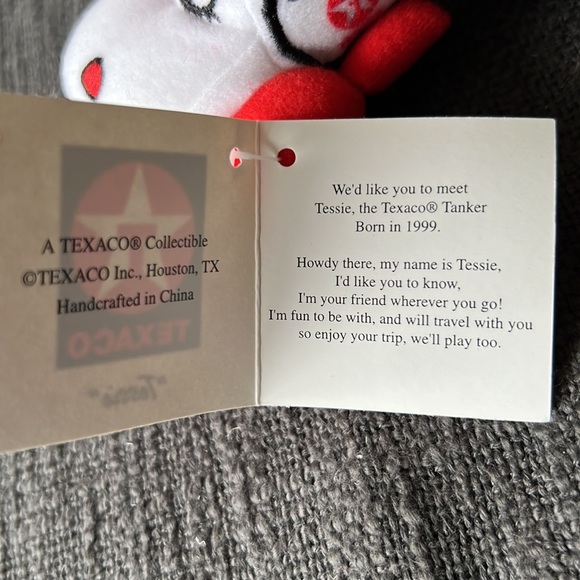 A TEXACO® Collectible
©TEXACO Inc., Houston, TX
Handcrafted in China
TEXACO
"Tessie"
We'd like you to meet
Tessie, the Texaco® Tanker
Born in 1999.
Howdy there, my name is Tessie,
I'd like you to know,
I'm your friend wherever you go!
I'm fun to be with, and will travel with you
so enjoy your trip, we'll play too.